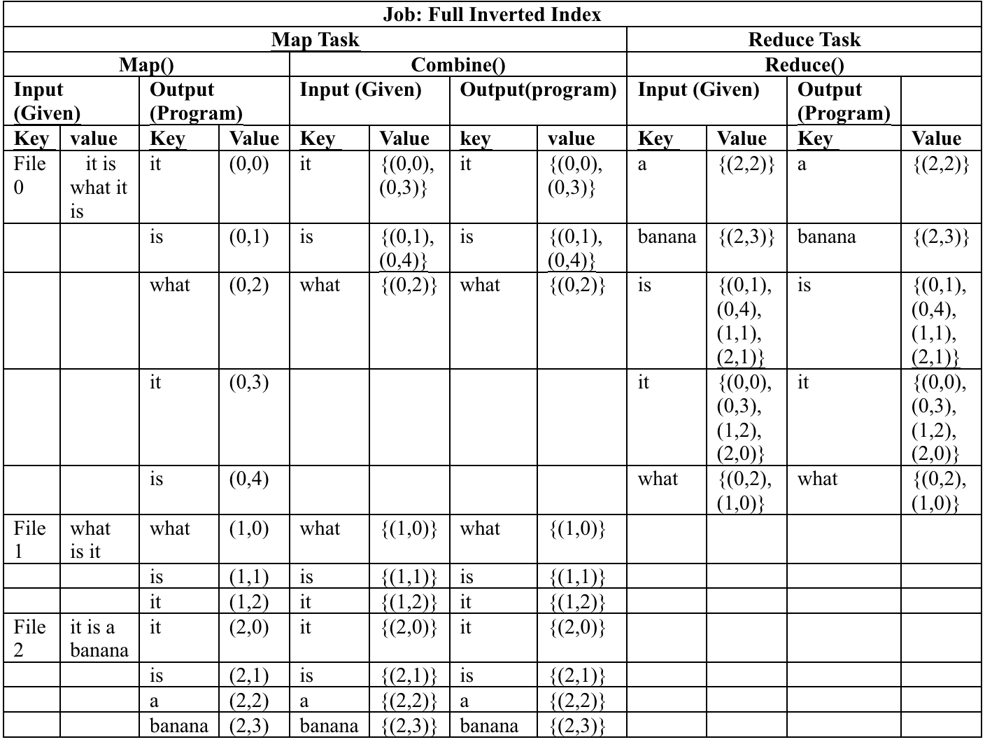 Job: Full Inverted Index
Map Task Reduce Task
Map() Combine() Reduce()
Input Output Input (Given) Output(program) Input (Given) Output
(Given) (Program) (Program)
Key value Key Value Key Value key value Key Value Key Value
File it is it (0,0) it {(0,0), it {(0,0), a {(2,2)} a {(2,2)}
0 what it (0,3)} (0,3)}
is
is (0,1) is {(0,1), is {(0,1), banana {(2,3)} banana {(2,3)}
(0,4)} (0,4)}
what (0,2) what {(0,2)} what {(0,2)} is {(0,1), is {(0,1),
(0,4), (0,4),
(1,1), (1,1),
(2,1)} (2,1)}
it (0,3) it {(0,0), it {(0,0),
(0,3), (0,3),
(1,2), (1,2),
(2,0)} (2,0)}
is (0,4) what {(0,2), what {(0,2),
(1,0)} (1,0)}
File what what (1,0) what {(1,0)} what {(1,0)}
1 is it
is (1,1) is {(1,1)} is {(1,1)}
it (1,2) it {(1,2)} it {(1,2)}
File it is a it (2,0) it {(2,0)} it {(2,0)}
2 banana
is (2,1) is {(2,1)} is {(2,1)}
a (2,2) a {(2,2)} a {(2,2)}
banana (2,3) banana {(2,3)} banana {(2,3)}